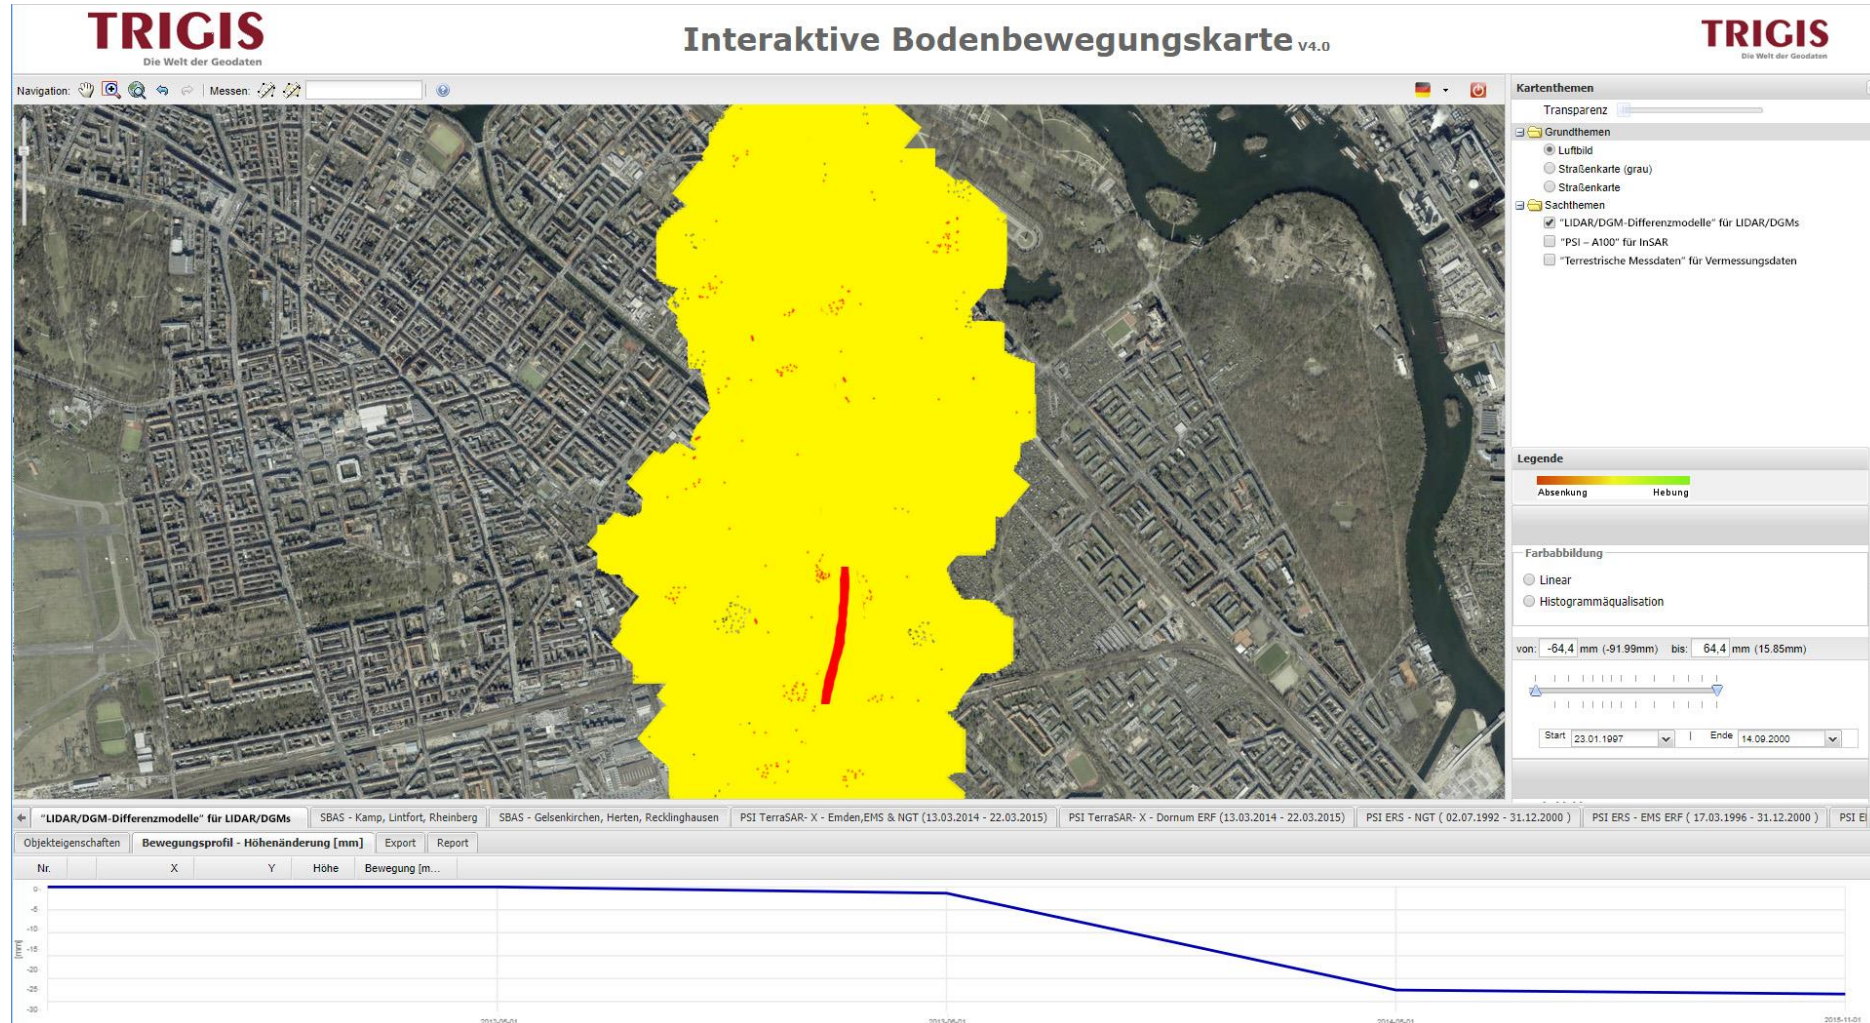 TRIGIS
Die Welt der Geodaten
Interaktive Bodenbewegungskarte V4.0
TRIGIS
Die Welt der Geodaten
Navigation:
Messen:
Kartenthemen
Transparenz
Grundthemen
Luftbild
Straßenkarte (grau)
Straßenkarte
Sachthemen
"LIDAR/DGM-Differenzmodelle" für LIDAR/DGMs
"PSI – A100" für InSAR
"Terrestrische Messdaten" für Vermessungsdaten
Legende
Absenkung Hebung
Farbabbildung
Linear
Histogrammäqualisation
von: -64,4 mm (-91.99mm) bis: 64,4 mm (15.85mm)
Start 23.01.1997 | Ende 14.09.2000
"LIDAR/DGM-Differenzmodelle" für LIDAR/DGMs SBAS - Kamp, Lintfort, Rheinberg SBAS - Gelsenkirchen, Herten, Recklinghausen PSI TerraSAR- X - Emden,EMS & NGT (13.03.2014 - 22.03.2015) PSI TerraSAR- X - Dornum ERF (13.03.2014 - 22.03.2015) PSI ERS - NGT ( 02.07.1992 - 31.12.2000 ) PSI ERS - EMS ERF ( 17.03.1996 - 31.12.2000 ) PSI
Objekteigenschaften Bewegungsprofil - Höhenänderung [mm] Export Report
Nr. X Y Höhe Bewegung [m...
0
-5
-10
-15
-20
-25
-30
[mm]
2015-11-01